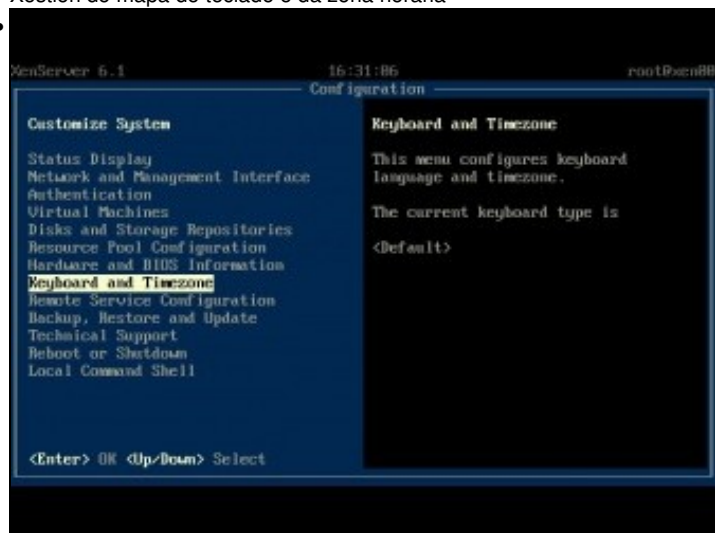 Xestión do mapa do teclado e da zona horaria
XenServer 6.1 16:31:06 root@xen00
Configuration
Customize System
Status Display
Network and Management Interface
Authentication
Virtual Machines
Disks and Storage Repositories
Resource Pool Configuration
Hardware and BIOS Information
Keyboard and Timezone
Remote Service Configuration
Backup, Restore and Update
Technical Support
Reboot or Shutdown
Local Command Shell
<Enter> OK <Up/Down> Select
Keyboard and Timezone
This menu configures keyboard
language and timezone.
The current keyboard type is
<Default>